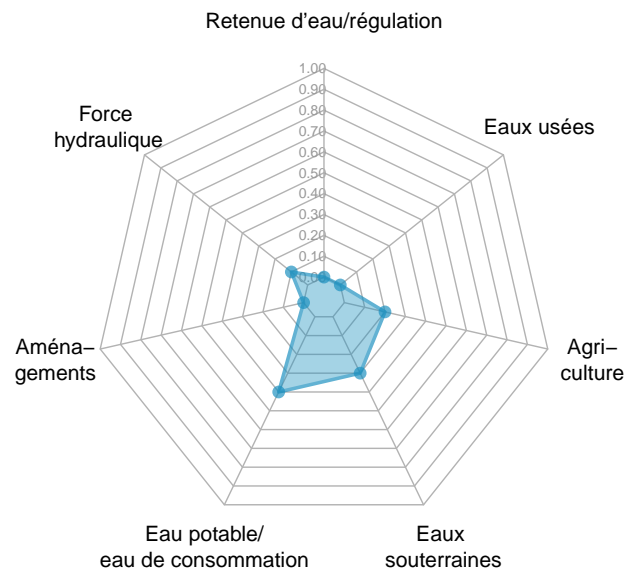 Retenue d'eau/régulation
1.00
0.90
0.80
0.70
0.60
0.50
0.40
0.30
0.20
0.10
Force
hydraulique
Eaux usées
Aména–
gements
Agri–
culture
Eau potable/
eau de consommation
Eaux
souterraines